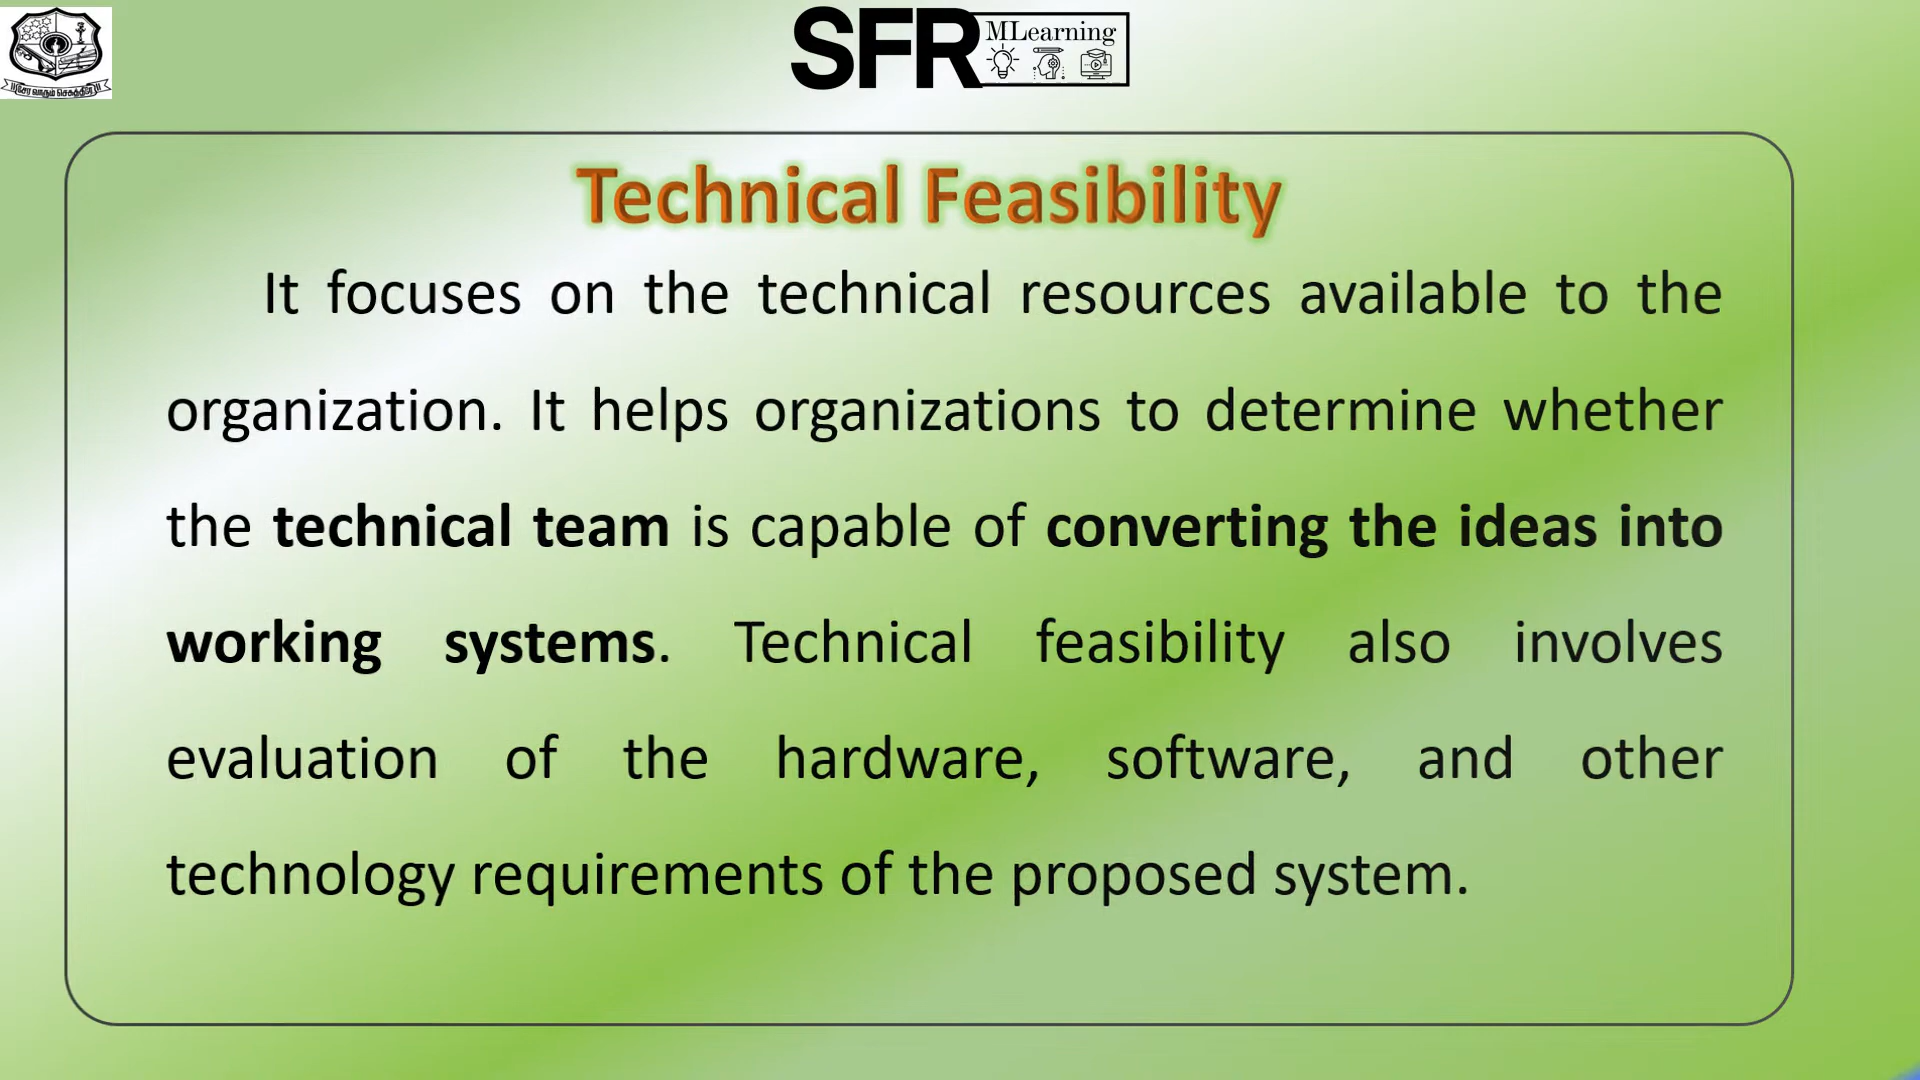 SFR MLearning
Technical Feasibility
It focuses on the technical resources available to the
organization. It helps organizations to determine whether
the technical team is capable of converting the ideas into
working systems. Technical feasibility also involves
evaluation of the hardware, software, and other
technology requirements of the proposed system.